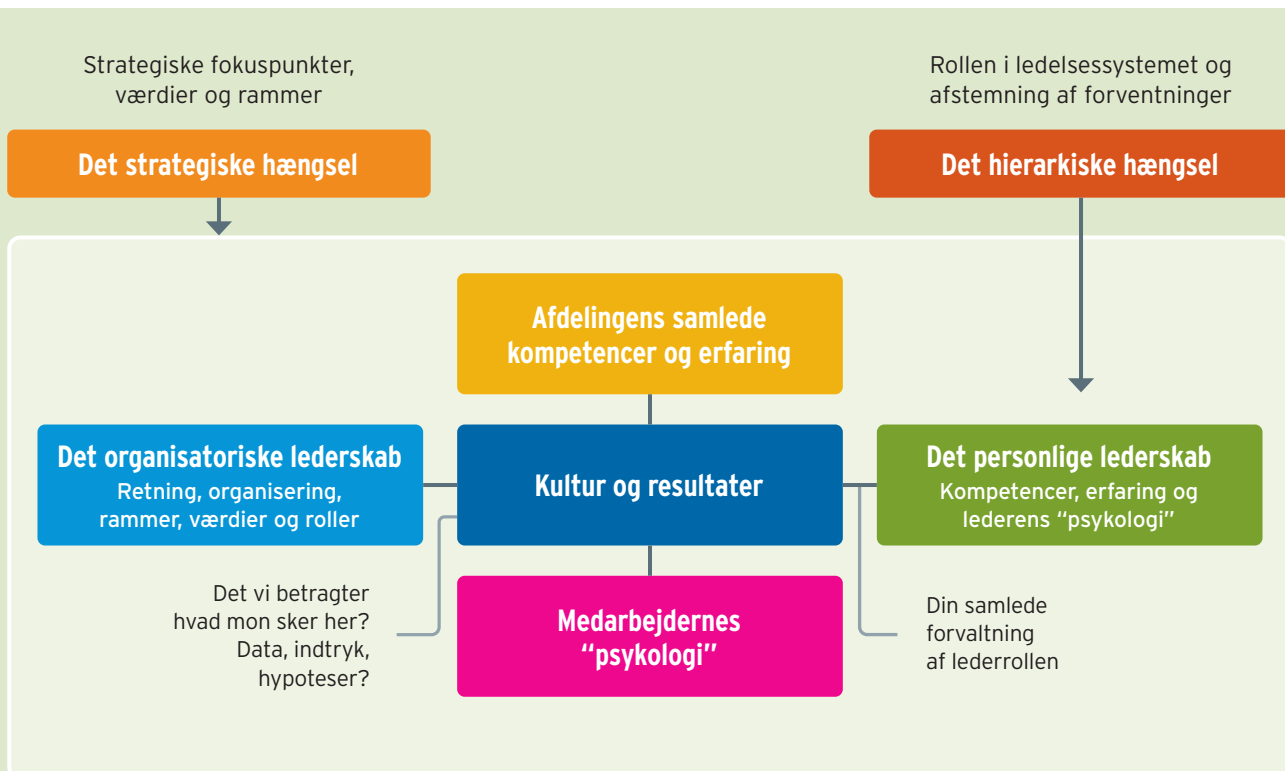 Strategiske fokuspunkter,
værdier og rammer
Det strategiske hængsel
Rollen i ledelsessystemet og
afstemning af forventninger
Det hierarkiske hængsel
Afdelingens samlede
kompetencer og erfaring
Det organisatoriske lederskab
Retning, organisering,
rammer, værdier og roller
Kultur og resultater
Det personlige lederskab
Kompetencer, erfaring og
lederens “psykologi”
Det vi betragter
hvad mon sker her?
Data, indtryk,
hypoteser?
Medarbejdernes
“psykologi”
Din samlede
forvaltning
af lederrollen